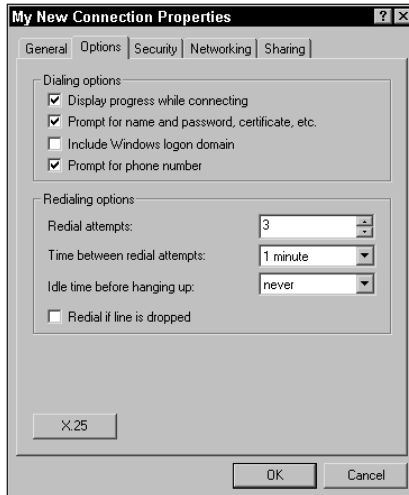 My New Connection Properties
General Options Security Networking Sharing
Dialing options
Display progress while connecting
Prompt for name and password, certificate, etc.
Include Windows logon domain
Prompt for phone number
Redialing options
Redial attempts: 3
Time between redial attempts: 1 minute
Idle time before hanging up: never
Redial if line is dropped
X.25
OK Cancel